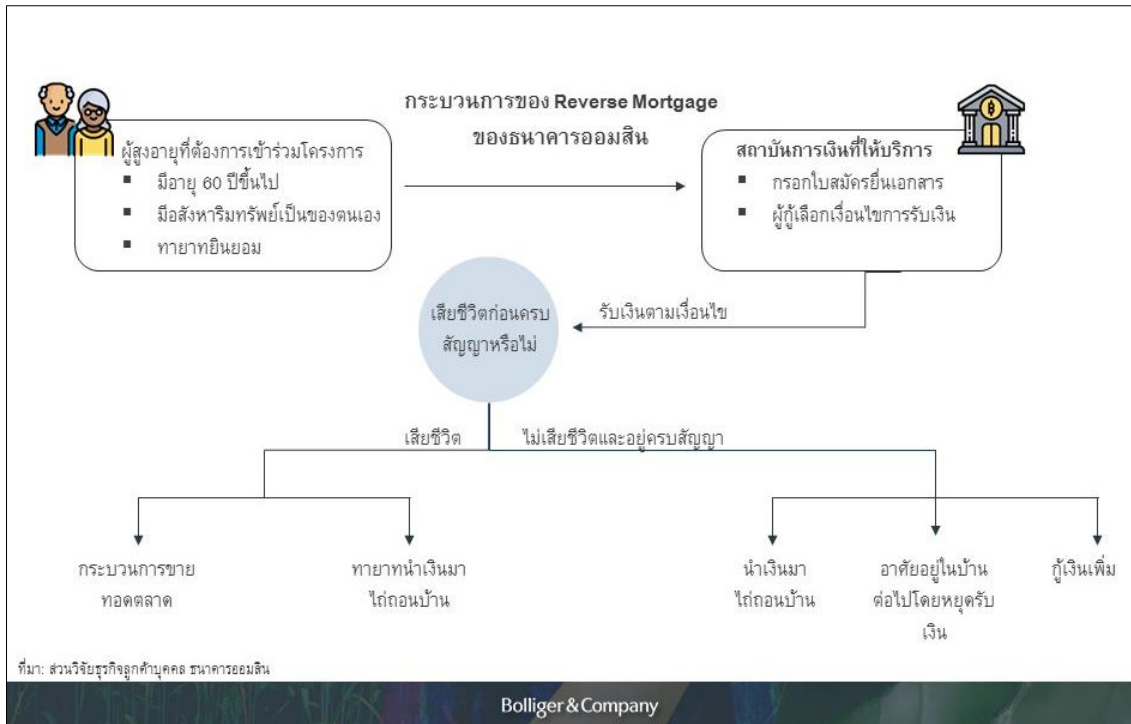 กระบวนการของ Reverse Mortgage
ของธนาคารออมสิน
ผู้สูงอายุที่ต้องการเข้าร่วมโครงการ
▪ มีอายุ 60 ปีขึ้นไป
▪ มีอสังหาริมทรัพย์เป็นของตนเอง
▪ ทายาทยินยอม
สถาบันการเงินที่ให้บริการ
▪ กรอกใบสมัครยื่นเอกสาร
▪ ผู้กู้เลือกเงื่อนไขการรับเงิน
รับเงินตามเงื่อนไข
เสียชีวิตก่อนครบ
สัญญาหรือไม่
เสียชีวิต
ไม่เสียชีวิตและอยู่ครบสัญญา
กระบวนการขาย
ทอดตลาด
ทายาทนำเงินมา
ไถ่ถอนบ้าน
นำเงินมา
ไถ่ถอนบ้าน
อาศัยอยู่ในบ้าน
ต่อไปโดยหยุดรับ
เงิน
กู้เงินเพิ่ม
ที่มา: ส่วนวิจัยธุรกิจลูกค้าบุคคล ธนาคารออมสิน
Bolliger & Company